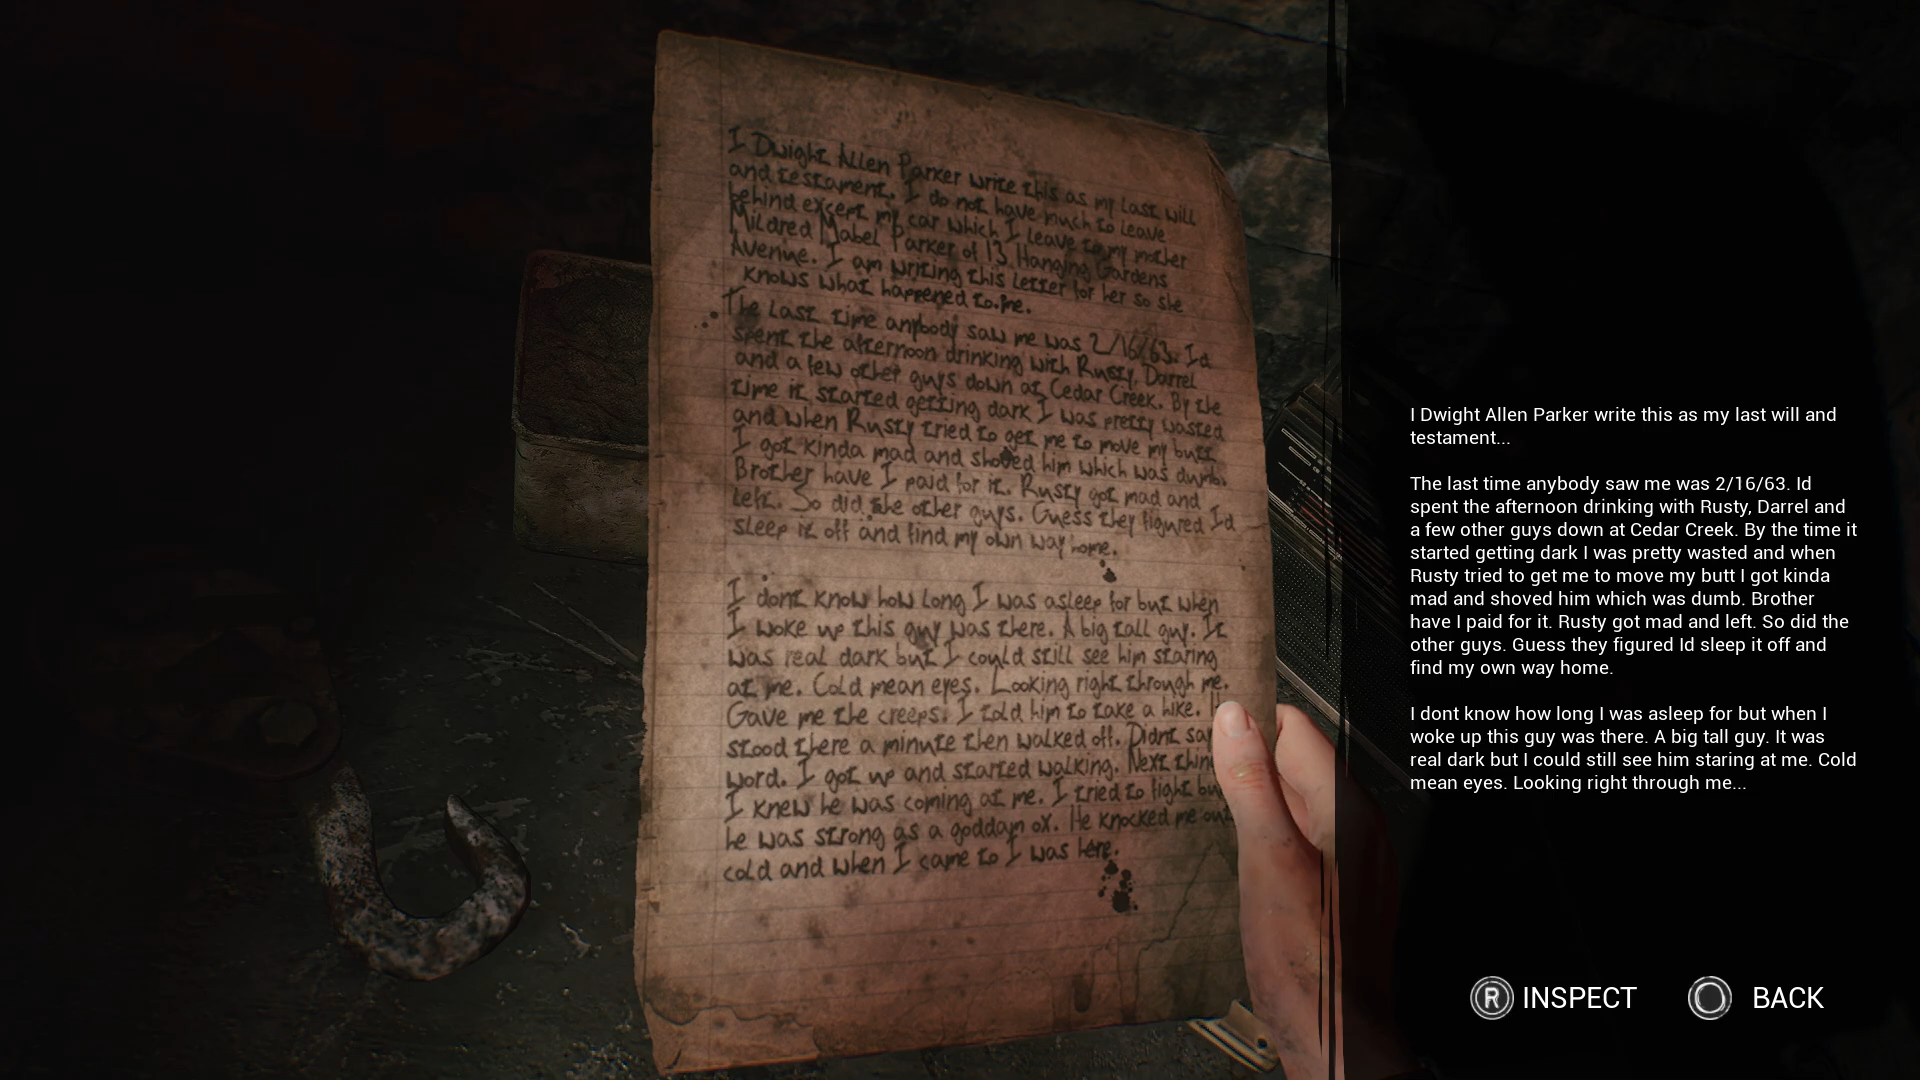 I Dwight Allen Parker write this as my last will
and testament. I do not have much to leave
behind except my car which I leave to my mother
Mildred Mabel Parker of 13 Hanging Gardens
Avenue. I am writing this letter for her so she
knows what happened to me.
The last time anybody saw me was 2/16/63. Id
spent the afternoon drinking with Rusty, Darrel
and a few other guys down at Cedar Creek. By the
time it started getting dark I was pretty wasted
and when Rusty tried to get me to move my butt
I got kinda mad and shoved him which was dumb.
Brother have I paid for it. Rusty got mad and
left. So did the other guys. Guess they figured Id
sleep it off and find my own way home.
I dont know how long I was asleep for but when
I woke up this guy was there. A big tall guy. It
was real dark but I could still see him staring
at me. Cold mean eyes. Looking right through me.
Gave me the creeps. I told him to take a hike. H
stood there a minute then walked off. Didnt say
word. I got up and started walking. Next thin
I knew he was coming at me. I tried to fight bu
he was strong as a goddam ox. He knocked me out
cold and when I came to I was here.
I Dwight Allen Parker write this as my last will and
testament...
The last time anybody saw me was 2/16/63. Id
spent the afternoon drinking with Rusty, Darrel and
a few other guys down at Cedar Creek. By the time it
started getting dark I was pretty wasted and when
Rusty tried to get me to move my butt I got kinda
mad and shoved him which was dumb. Brother
have I paid for it. Rusty got mad and left. So did the
other guys. Guess they figured Id sleep it off and
find my own way home.
I dont know how long I was asleep for but when I
woke up this guy was there. A big tall guy. It was
real dark but I could still see him staring at me. Cold
mean eyes. Looking right through me...
R INSPECT
BACK